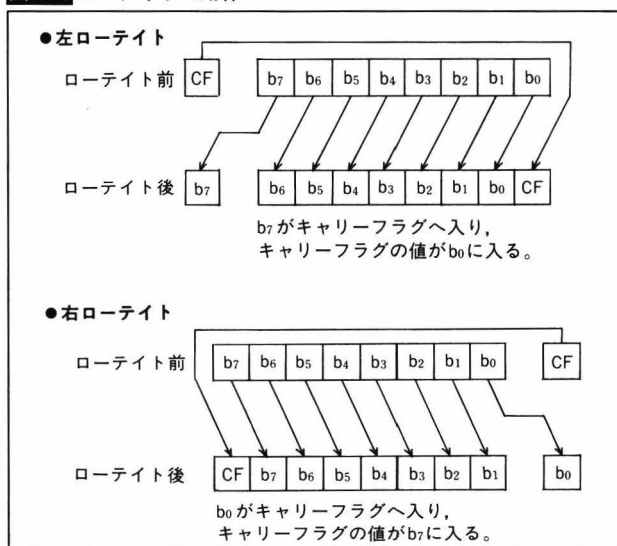 ●左ローテイト
ローテイト前 CF b7 b6 b5 b4 b3 b2 b1 b0
ローテイト後 b7 b6 b5 b4 b3 b2 b1 b0 CF
b7がキャリーフラグへ入り,
キャリーフラグの値がb0に入る。
●右ローテイト
ローテイト前 b7 b6 b5 b4 b3 b2 b1 b0 CF
ローテイト後 CF b7 b6 b5 b4 b3 b2 b1 b0
b0がキャリーフラグへ入り,
キャリーフラグの値がb7に入る。